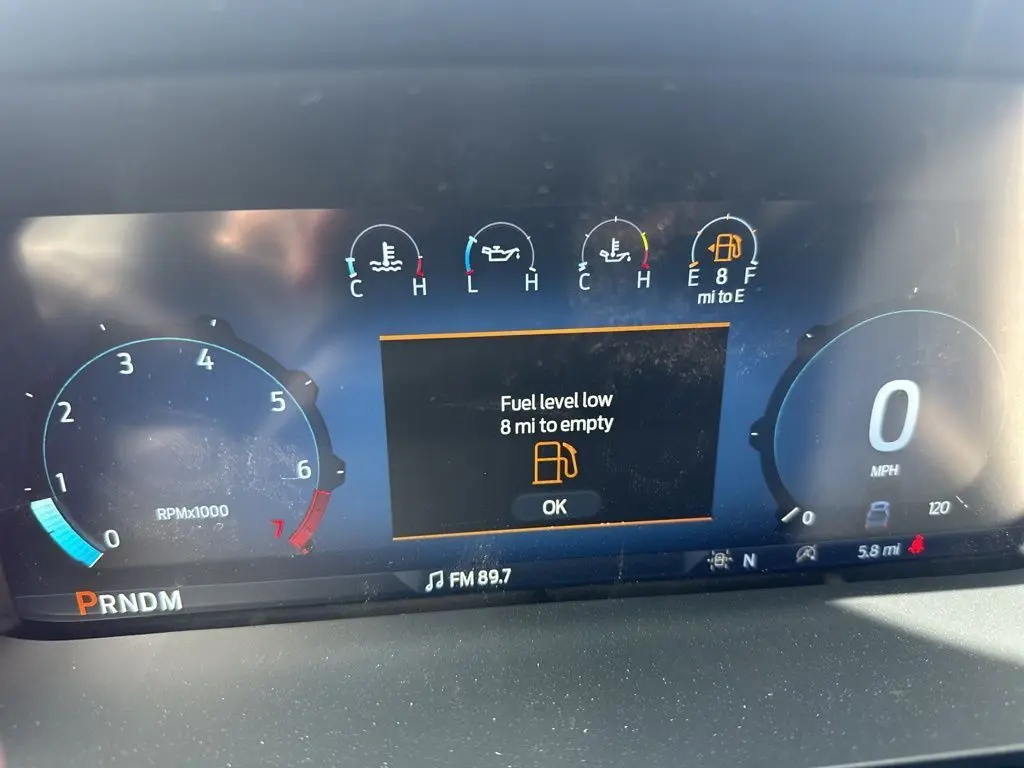 C H
L H
C H
E 8 F
mi to E
3 4
2 5
1 6
0 7
RPMx1000
Fuel level low
8 mi to empty
OK
0
MPH
0 120
N
5.8 mi
FM 89.7
PRNDM